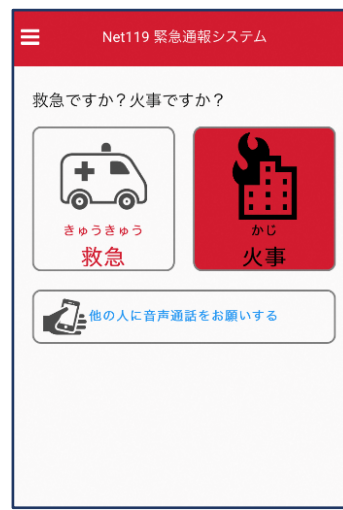 Net119 緊急通報システム
救急ですか？火事ですか？
きゅうきゅう
救急
かじ
火事
他の人に音声通話をお願いする